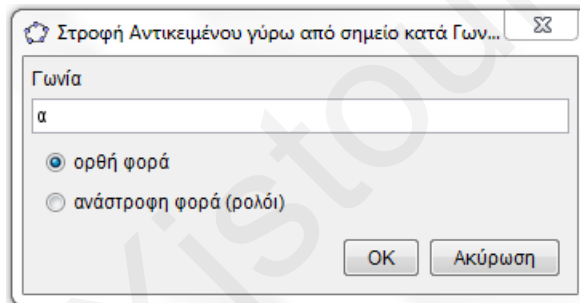 Στροφή Αντικειμένου γύρω από σημείο κατά Γων...
Γωνία
α
ορθή φορά
ανάστροφη φορά (ρολόι)
OK Ακύρωση